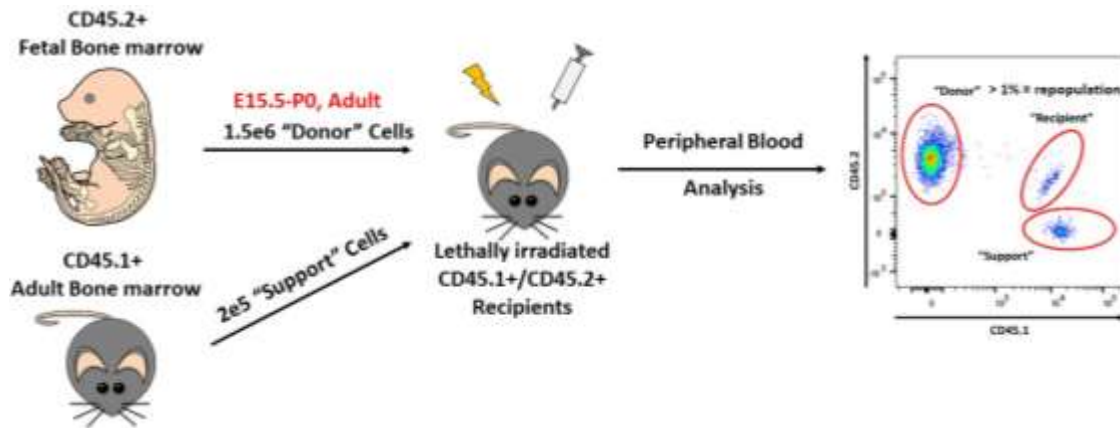 CD45.2+
Fetal Bone marrow
E15.5-P0, Adult
1.5e6 “Donor” Cells
CD45.1+
Adult Bone marrow
2e5 “Support” Cells
Lethally irradiated
CD45.1+/CD45.2+
Recipients
Peripheral Blood
Analysis
“Donor” > 1% = repopulation
“Recipient”
“Support”
CD45.2
0
0
CD45.1